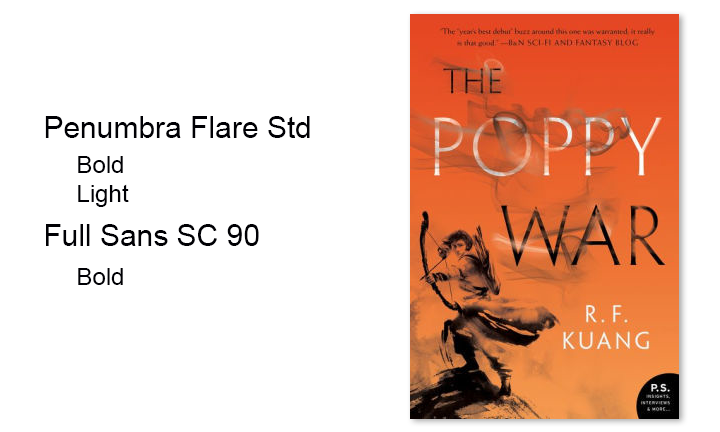 Penumbra Flare Std
Bold
Light
Full Sans SC 90
Bold
"The 'year's best debut' buzz around this one was warranted; it really
is that good." —B&N SCI-FI AND FANTASY BLOG
THE
POPPY
WAR
R. F.
KUANG
P.S.
INSIGHTS,
INTERVIEWS
& MORE...